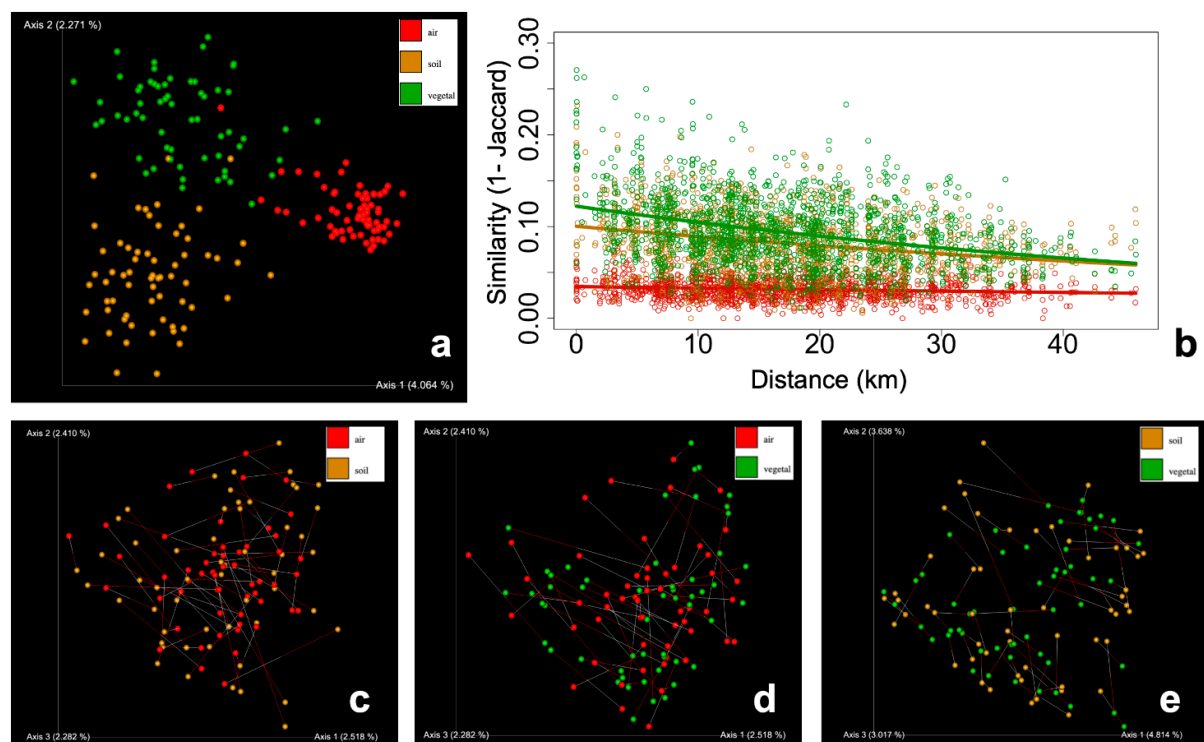 Axis 2 (2.271 %)
air
soil
vegetal
a
Axis 1 (4.064 %)
Similarity (1- Jaccard)
0.30
0.20
0.10
0.00
0
10
20
30
40
Distance (km)
b
Axis 2 (2.410 %)
air
soil
c
Axis 3 (2.282 %)
Axis 1 (2.518 %)
Axis 2 (2.410 %)
air
vegetal
d
Axis 3 (2.282 %)
Axis 1 (2.518 %)
Axis 2 (3.638 %)
soil
vegetal
e
Axis 3 (3.017 %)
Axis 1 (4.814 %)